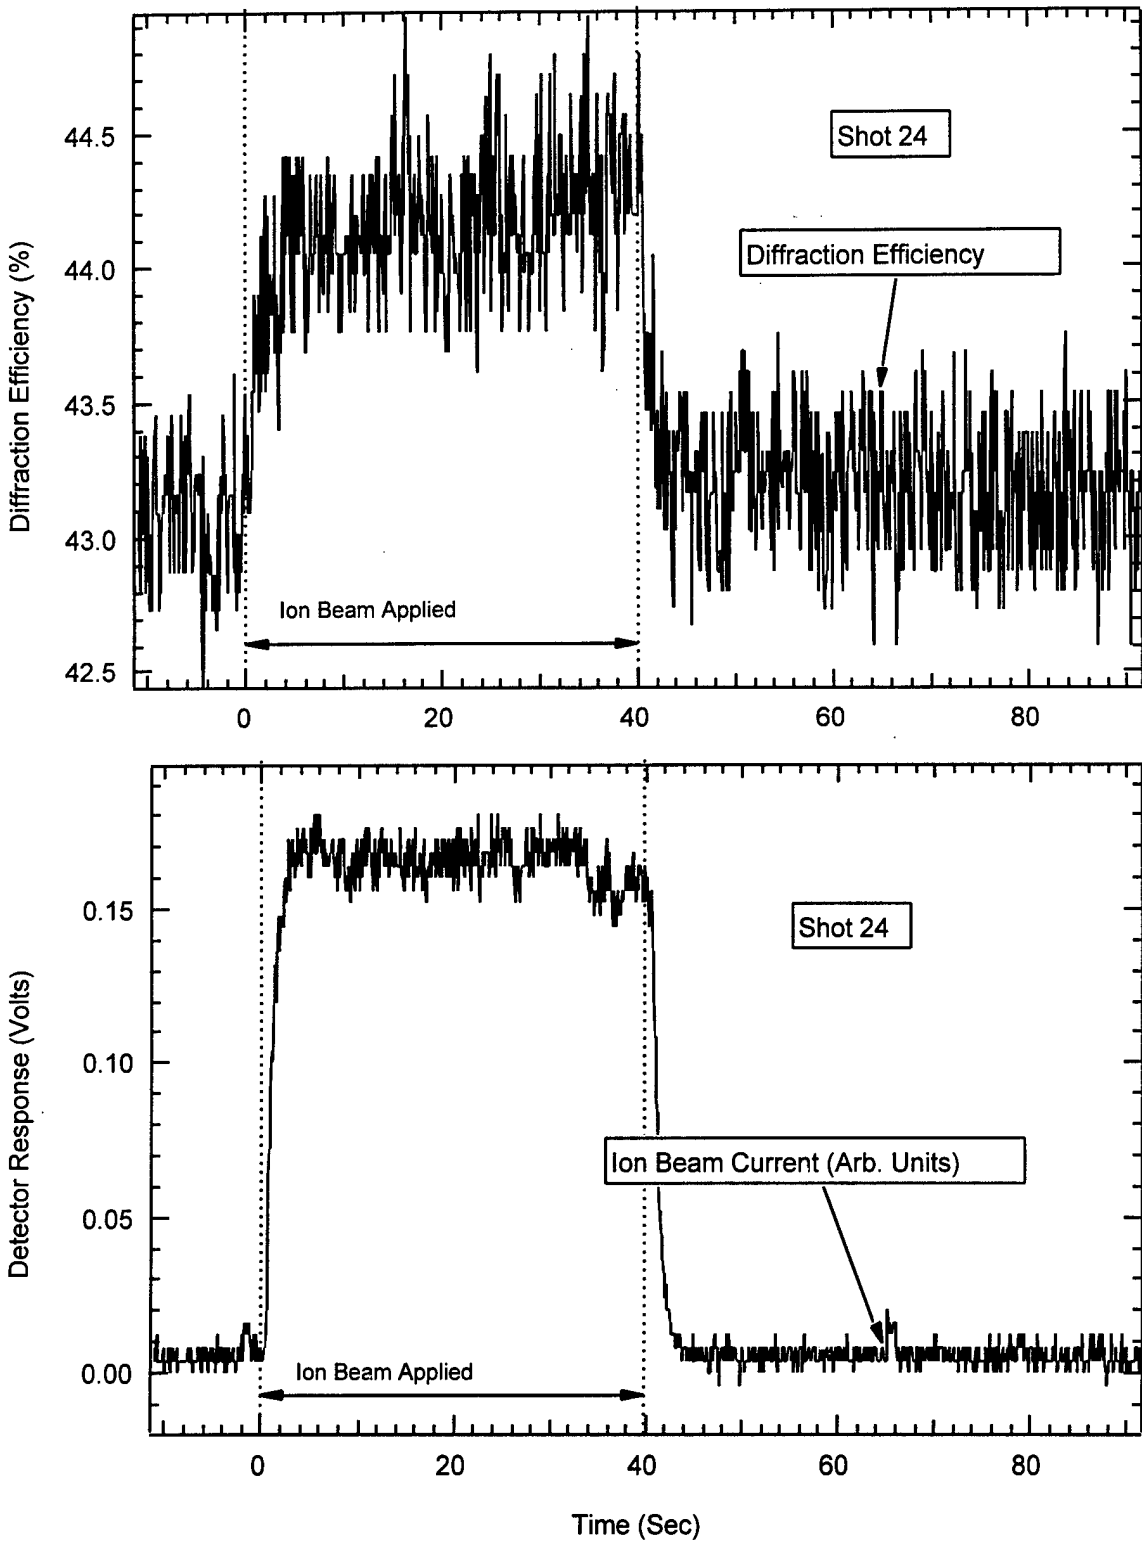 44.5
44.0
43.5
43.0
42.5
Diffraction Efficiency (%)
Shot 24
Diffraction Efficiency
Ion Beam Applied
0
20
40
60
80
0.15
0.10
0.05
0.00
Detector Response (Volts)
Shot 24
Ion Beam Current (Arb. Units)
Ion Beam Applied
0
20
40
60
80
Time (Sec)